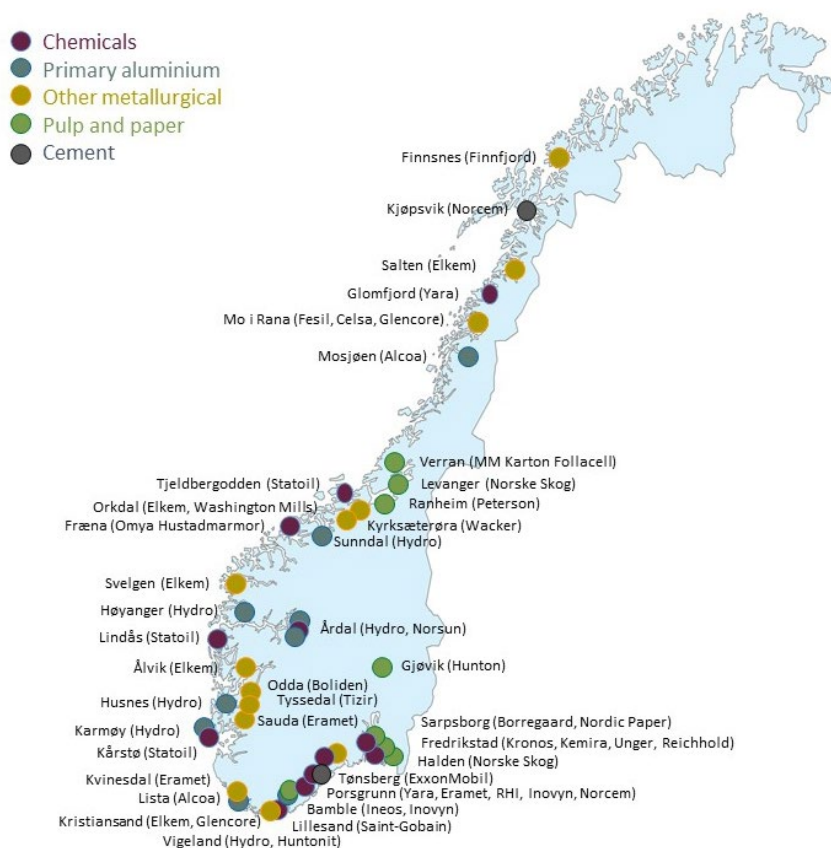 Chemicals
Primary aluminium
Other metallurgical
Pulp and paper
Cement
Finnsnes (Finnfjord)
Kjøpsvik (Norcem)
Salten (Elkem)
Glomfjord (Yara)
Mo i Rana (Fesil, Celsa, Glencore)
Mosjøen (Alcoa)
Verran (MM Karton Follacell)
Tjeldbergodden (Statoil)
Levanger (Norske Skog)
Orkdal (Elkem, Washington Mills)
Ranheim (Peterson)
Fræna (Omya Hustadmarmor)
Kyrksæterøra (Wacker)
Sunndal (Hydro)
Svelgen (Elkem)
Høyanger (Hydro)
Årdal (Hydro, Norsun)
Lindås (Statoil)
Ålvik (Elkem)
Gjøvik (Hunton)
Odda (Boliden)
Husnes (Hydro)
Tyssedal (Tizir)
Sauda (Eramet)
Sarpsborg (Borregaard, Nordic Paper)
Karmøy (Hydro)
Fredrikstad (Kronos, Kemira, Unger, Reichhold)
Kårstø (Statoil)
Halden (Norske Skog)
Kvinesdal (Eramet)
Tønsberg (ExxonMobil)
Porsgrunn (Yara, Eramet, RHI, Inovyn, Norcem)
Lista (Alcoa)
Bamble (Ineos, Inovyn)
Kristiansand (Elkem, Glencore)
Lillesand (Saint-Gobain)
Vigeland (Hydro, Huntonit)